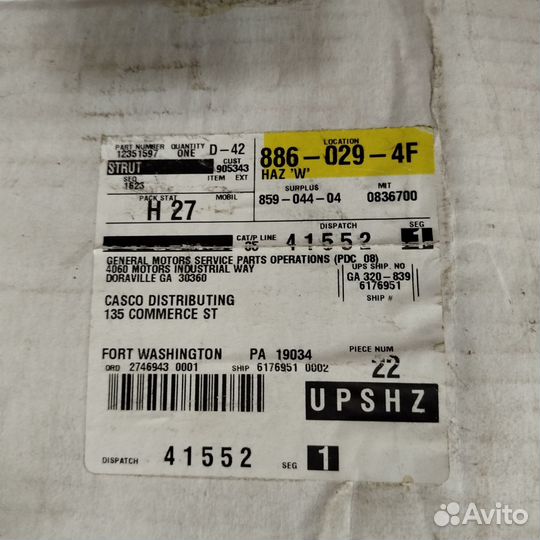 PART NUMBER QUANTITY D-42
12351597 ONE
STRUT CUST 905343
SEQ ITEM EXT
1623
PACK STAT MOBIL
H 27
LOCATION
886-029-4F
HAZ 'W'
SURPLUS MIT
859-044-04 0836700
CAT/P LINE DISPATCH SEG
65 41552 1
GENERAL MOTORS SERVICE PARTS OPERATIONS (PDC 08)
4060 MOTORS INDUSTRIAL WAY
DORAVILLE GA 30360
UPS SHIP. NO
GA 320-839
6176951
SHIP #
CASCO DISTRIBUTING
135 COMMERCE ST
FORT WASHINGTON PA 19034
PIECE NUM
22
ORD 2746943 0001 SHIP 6176951 0002
UPSHZ
DISPATCH 41552 SEG 1
Avito